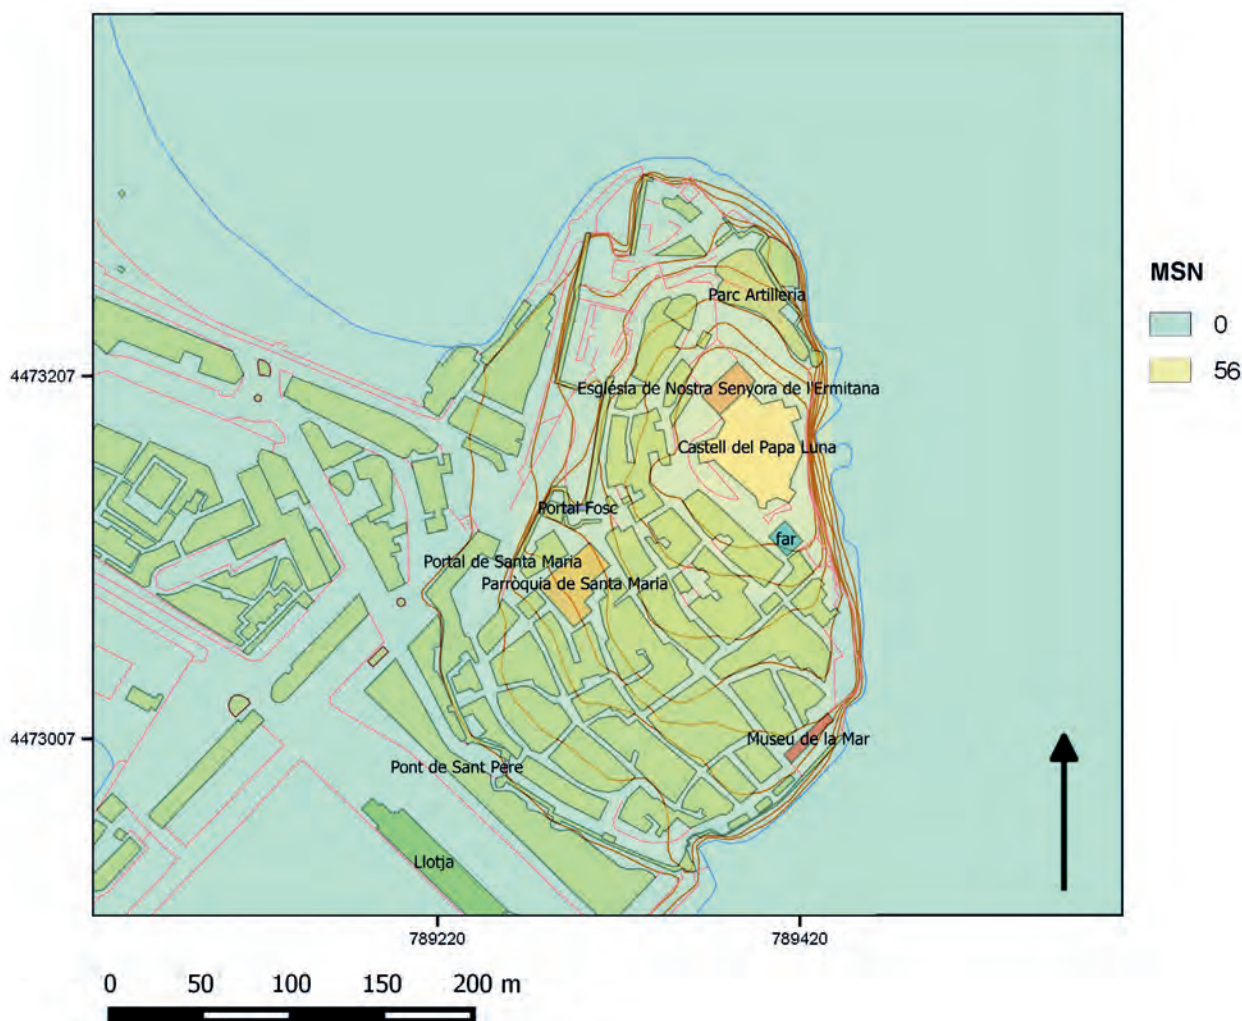 MSN
0
56
Parc Artilleria
4473207
Església de Nostra Senyora de l'Ermitana
Castell del Papa Luna
Portal Fosc
far
Portal de Santa Maria
Parròquia de Santa Maria
4473007
Museu de la Mar
Pont de Sant Pere
Llotja
789220
789420
0 50 100 150 200 m